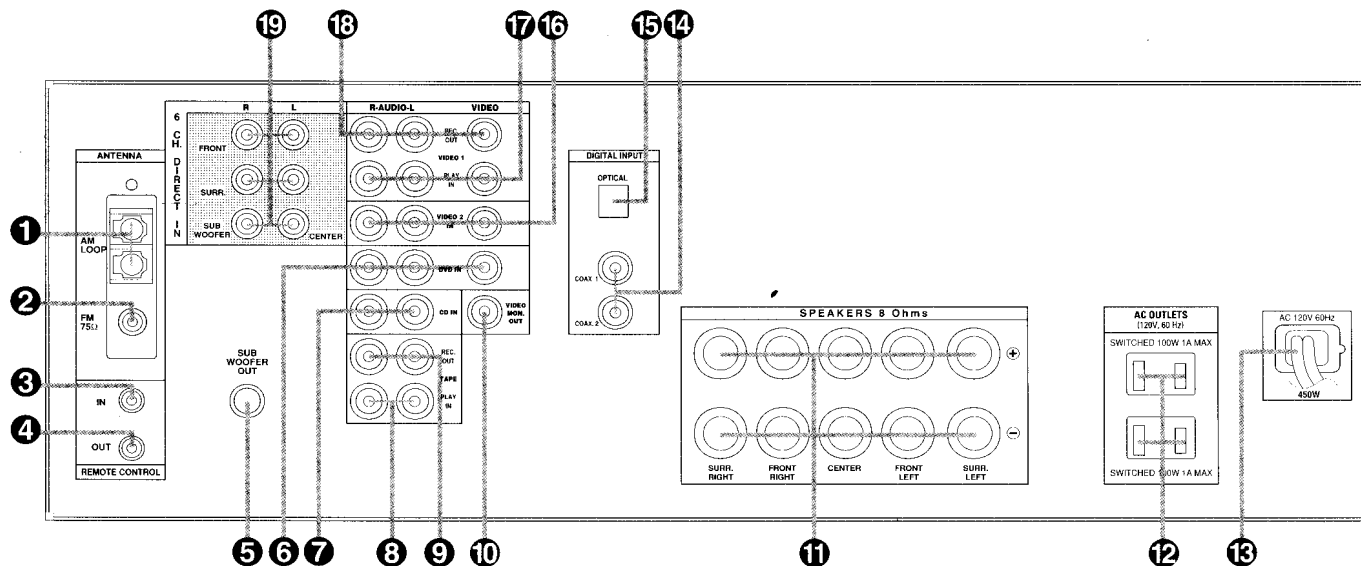 19 18 17 16 15 14
R L R-AUDIO-L VIDEO
6 CH. DIRECT IN
FRONT
SURR.
SUB WOOFER
CENTER
REC. OUT
VIDEO 1
PLAY IN
VIDEO 2 IN
DVD IN
CD IN
VIDEO MON. OUT
REC. OUT
TAPE
PLAY IN
ANTENNA
1
AM LOOP
2
FM 75Ω
3
IN
4
OUT
REMOTE CONTROL
SUB WOOFER OUT
DIGITAL INPUT
OPTICAL
COAX. 1
COAX. 2
SPEAKERS 8 Ohms
+
−
SURR. RIGHT
FRONT RIGHT
CENTER
FRONT LEFT
SURR. LEFT
AC OUTLETS
(120V, 60 Hz)
SWITCHED 100W 1A MAX
SWITCHED 100W 1A MAX
AC 120V 60Hz
450W
5 6 7 8 9 10 11 12 13